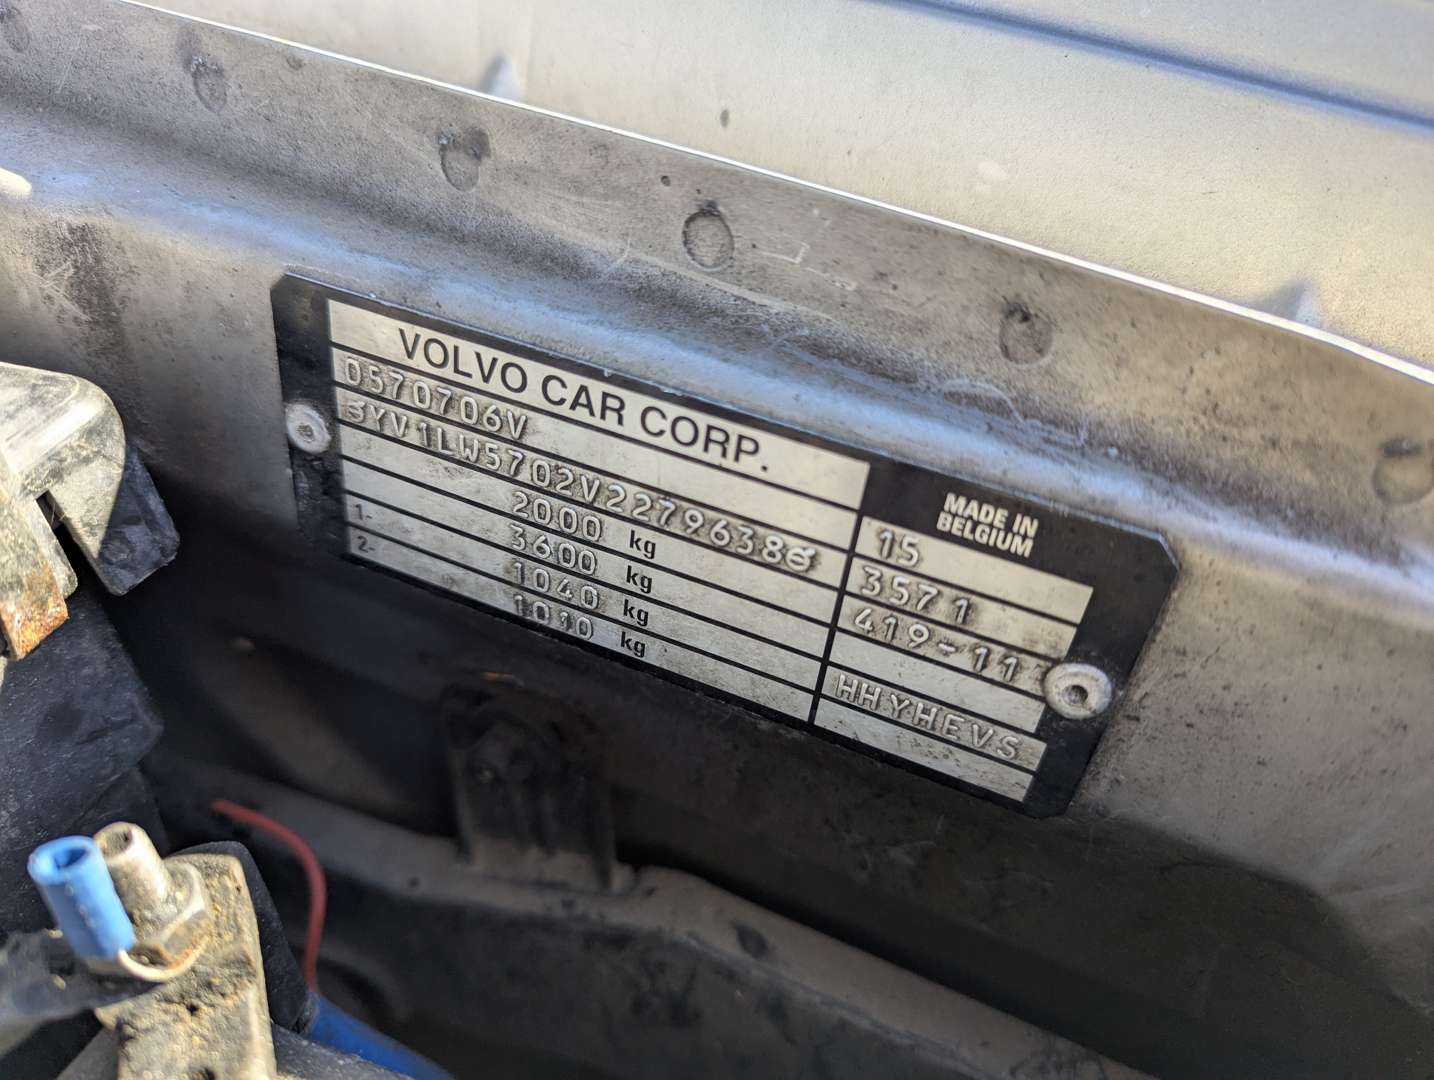 VOLVO CAR CORP.
0570706V
YV1LW5702V2279638
2000 kg
1- 3600 kg
1040 kg
2- 1010 kg
MADE IN
BELGIUM
15
3571
419-11
HHYHEVS